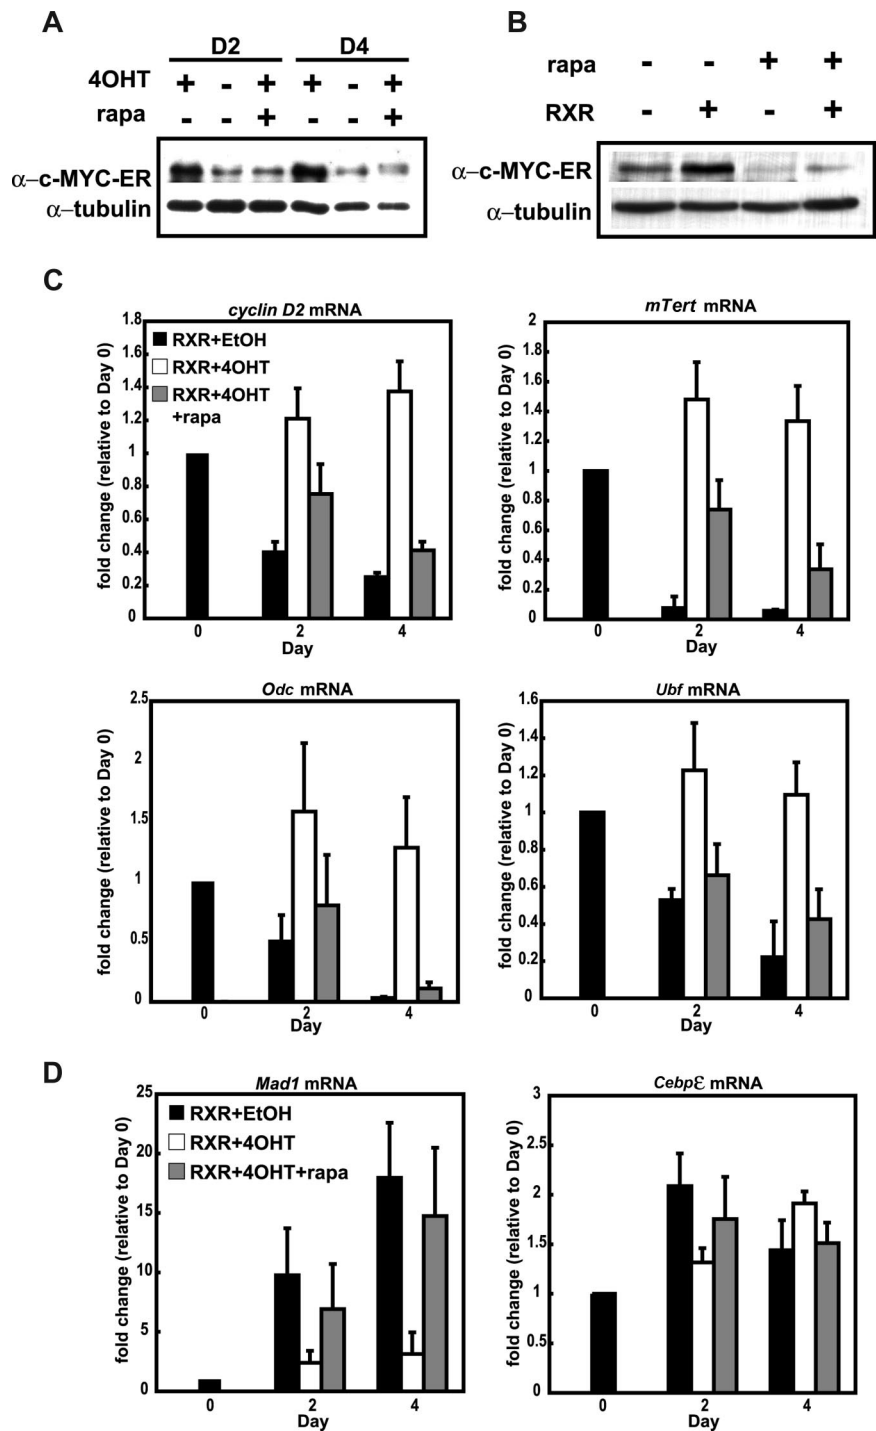 A
D2 D4
4OHT + - + + - +
rapa - - + - - +
α–c-MYC-ER
α–tubulin
B
rapa - - + +
RXR - + - +
α–c-MYC-ER
α–tubulin
C
cyclin D2 mRNA
fold change (relative to Day 0)
1.8
1.6
1.4
1.2
1
0.8
0.6
0.4
0.2
0
RXR+EtOH
RXR+4OHT
RXR+4OHT
+rapa
0 2 4
Day
mTert mRNA
fold change (relative to Day 0)
2
1.8
1.6
1.4
1.2
1
0.8
0.6
0.4
0.2
0
0 2 4
Day
Odc mRNA
fold change (relative to Day 0)
2.5
2
1.5
1
0.5
0
0 2 4
Day
Ubf mRNA
fold change (relative to Day 0)
1.6
1.4
1.2
1
0.8
0.6
0.4
0.2
0
0 2 4
Day
D
Mad1 mRNA
fold change (relative to Day 0)
25
20
15
10
5
0
RXR+EtOH
RXR+4OHT
RXR+4OHT+rapa
0 2 4
Day
Cebpε mRNA
fold change (relative to Day 0)
3
2.5
2
1.5
1
0.5
0
0 2 4
Day